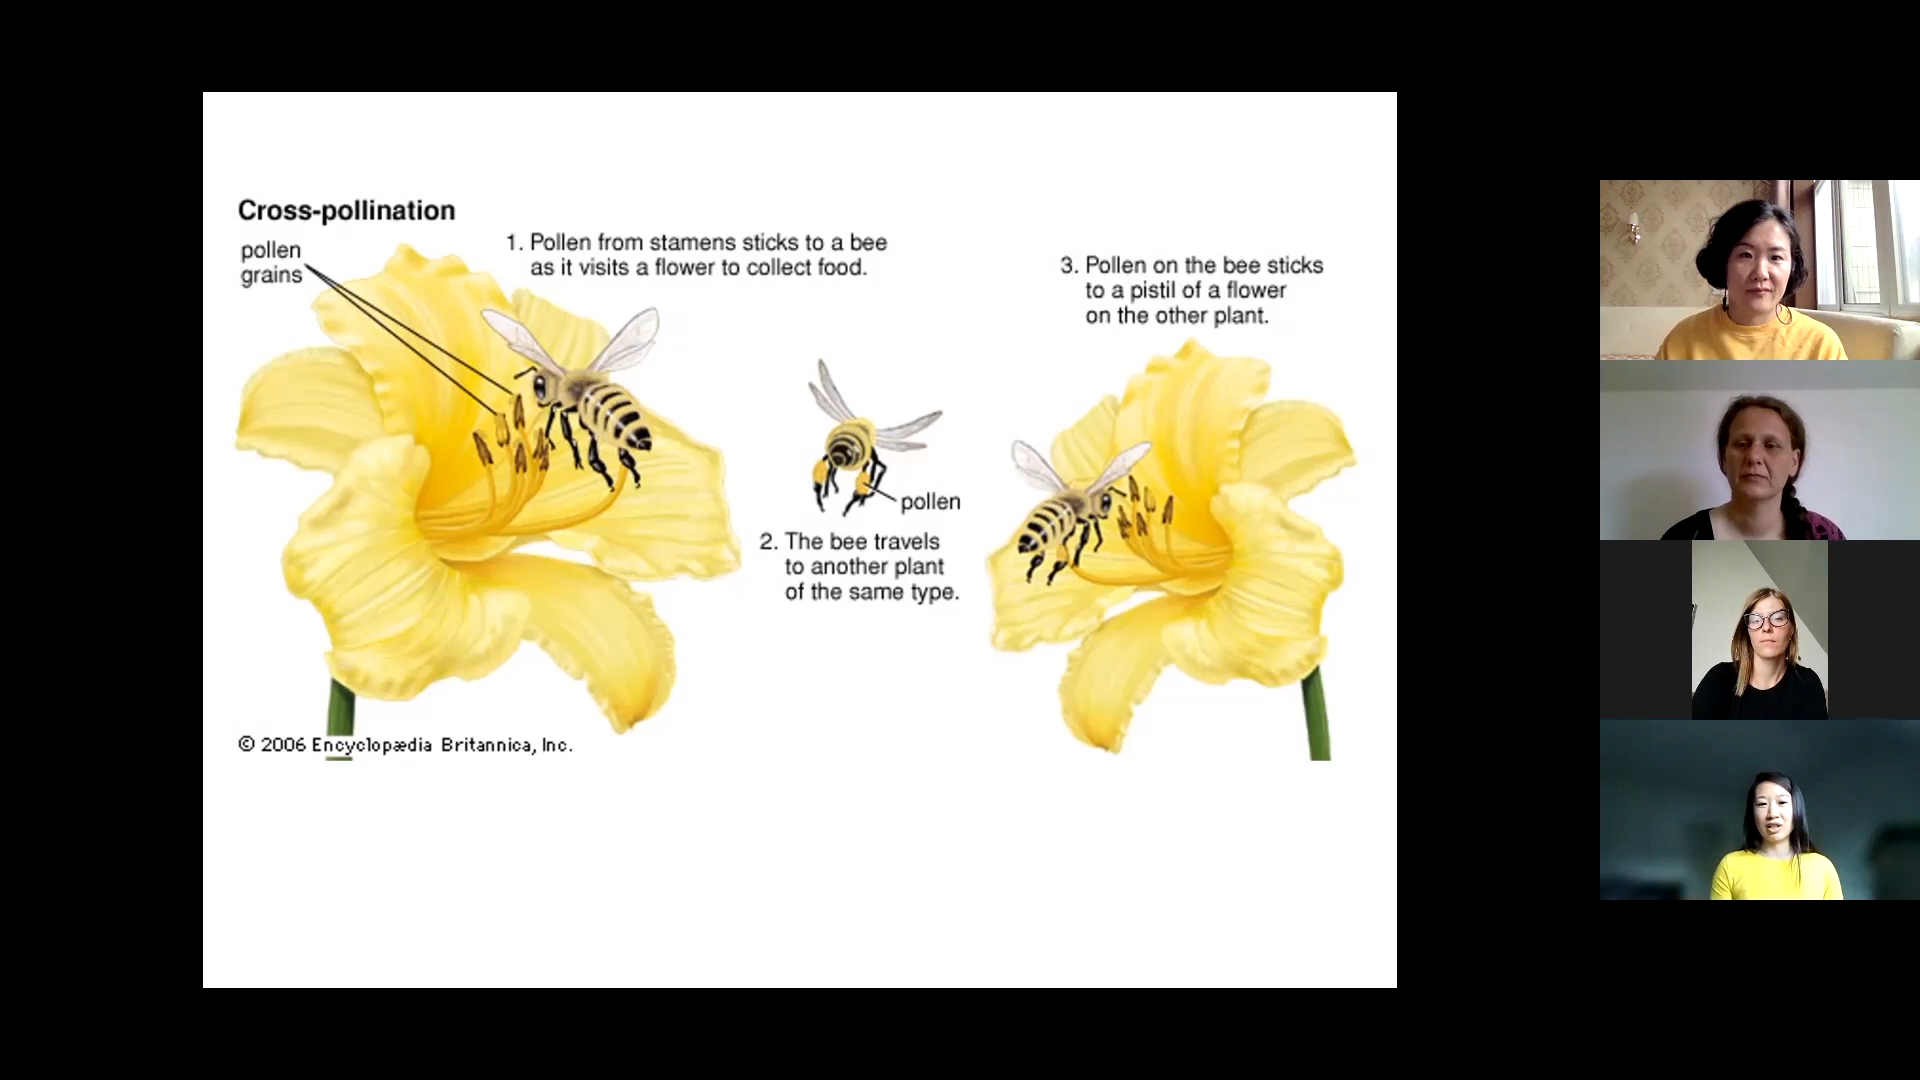 Cross-pollination
pollen
grains
1. Pollen from stamens sticks to a bee
as it visits a flower to collect food.
pollen
2. The bee travels
to another plant
of the same type.
3. Pollen on the bee sticks
to a pistil of a flower
on the other plant.
© 2006 Encyclopædia Britannica, Inc.